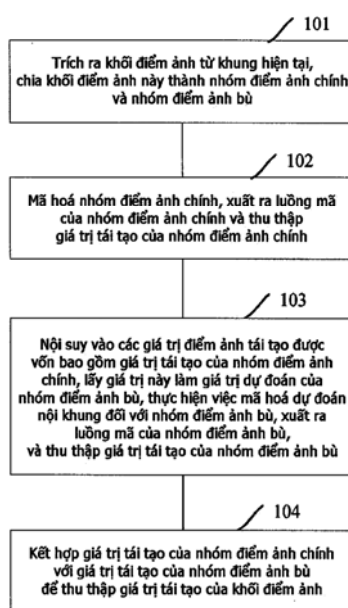 101
Trích ra khối điểm ảnh từ khung hiện tại,
chia khối điểm ảnh này thành nhóm điểm ảnh chính
và nhóm điểm ảnh bù
102
Mã hoá nhóm điểm ảnh chính, xuất ra luồng mã
của nhóm điểm ảnh chính và thu thập
giá trị tái tạo của nhóm điểm ảnh chính
103
Nội suy vào các giá trị điểm ảnh tái tạo được
vốn bao gồm giá trị tái tạo của nhóm điểm ảnh
chính, lấy giá trị này làm giá trị dự đoán của
nhóm điểm ảnh bù, thực hiện việc mã hoá dự đoán
nội khung đối với nhóm điểm ảnh bù, xuất ra
luồng mã của nhóm điểm ảnh bù,
và thu thập giá trị tái tạo của nhóm điểm ảnh bù
104
Kết hợp giá trị tái tạo của nhóm điểm ảnh chính
với giá trị tái tạo của nhóm điểm ảnh bù
để thu thập giá trị tái tạo của khối điểm ảnh